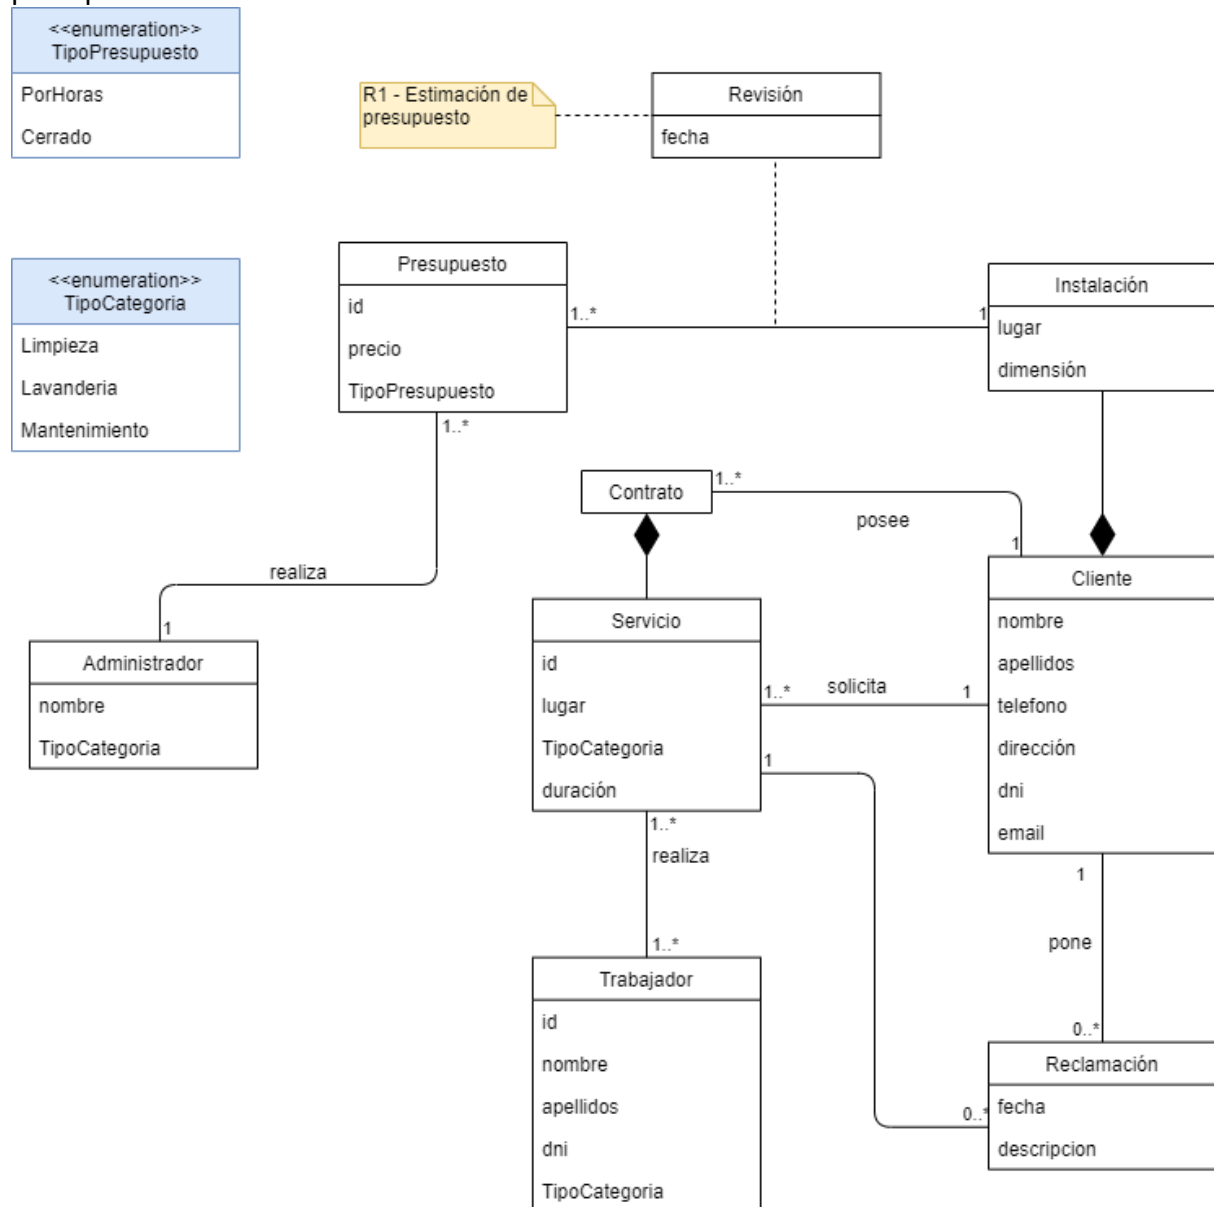 <<enumeration>>
TipoPresupuesto
PorHoras
Cerrado
R1 - Estimación de
presupuesto
Revisión
fecha
<<enumeration>>
TipoCategoria
Limpieza
Lavanderia
Mantenimiento
Presupuesto
id
precio
TipoPresupuesto
1..*
1
Instalación
lugar
dimensión
1..*
realiza
1
Administrador
nombre
TipoCategoria
Contrato
1..*
posee
1
Servicio
id
lugar
TipoCategoria
duración
1..*
solicita
1
1
Cliente
nombre
apellidos
telefono
dirección
dni
email
1..*
realiza
1..*
Trabajador
id
nombre
apellidos
dni
TipoCategoria
1
pone
0..*
0..*
Reclamación
fecha
descripcion